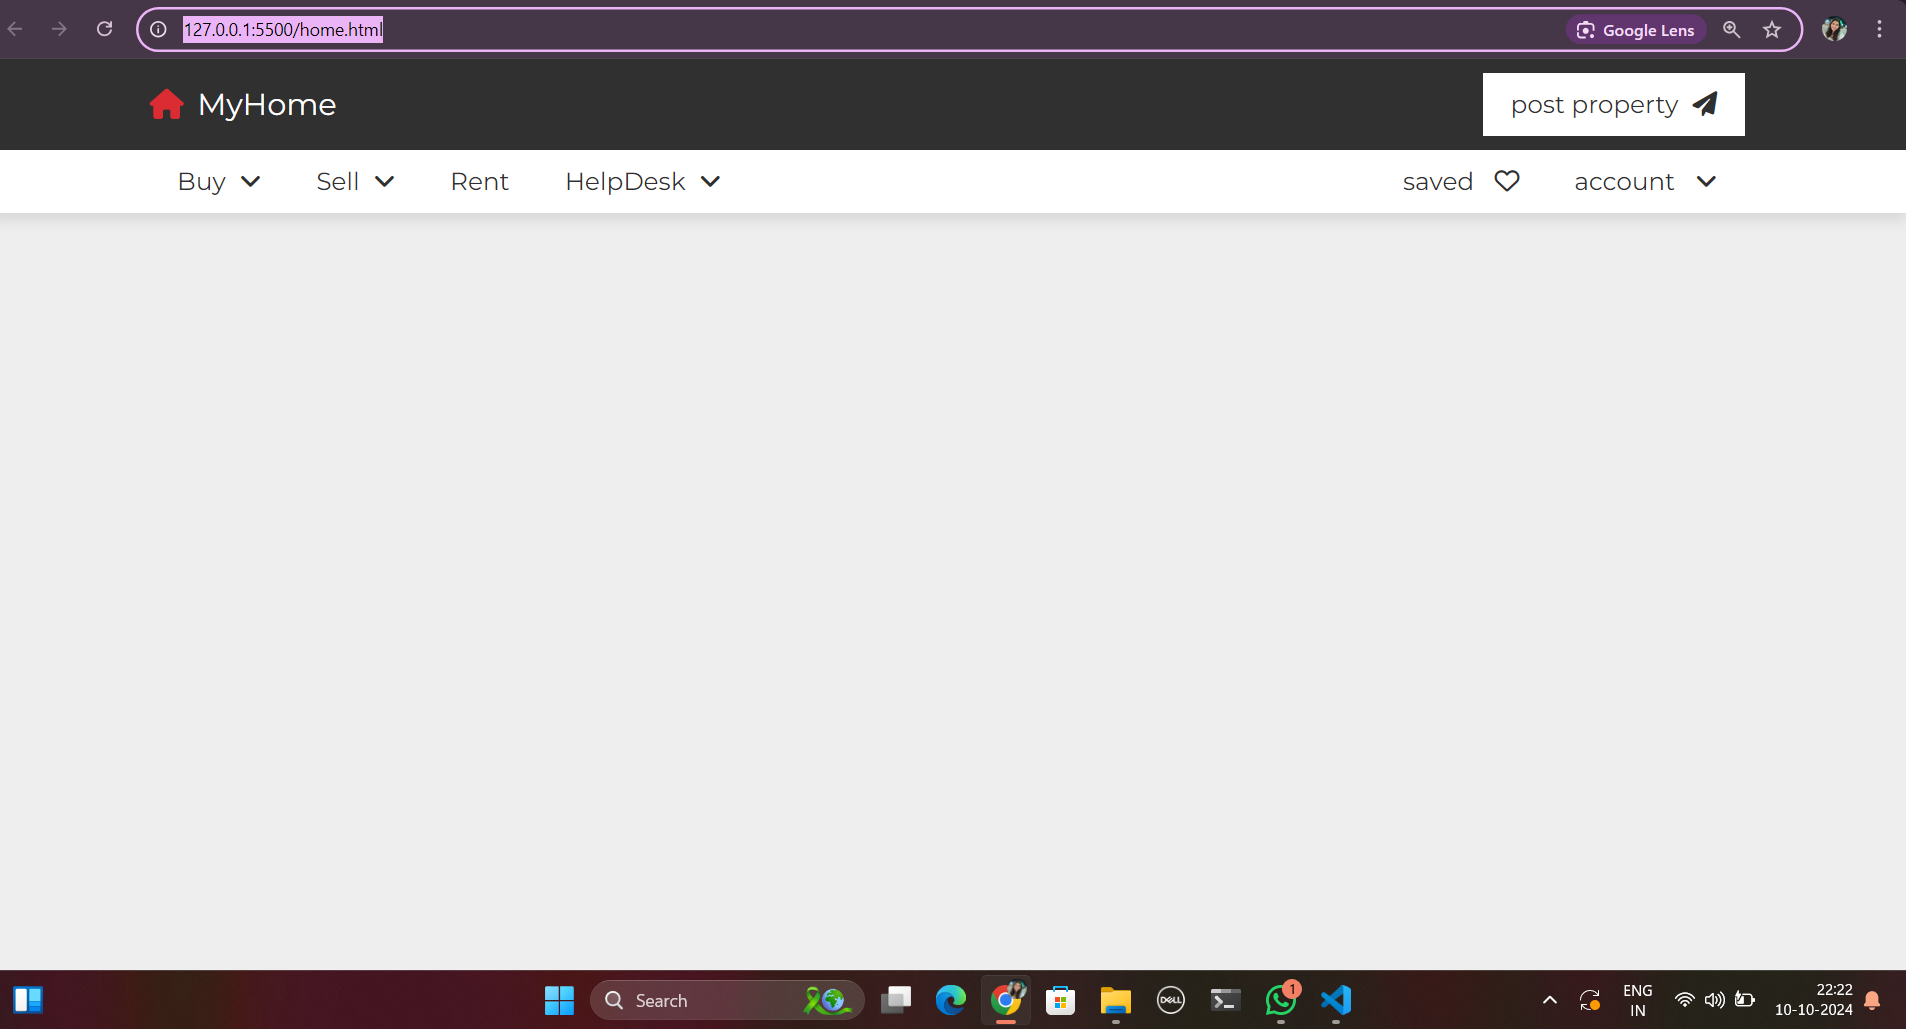 127.0.0.1:5500/home.html Google Lens
MyHome post property
Buy Sell Rent HelpDesk saved account
Search DELL 1 ENG 22:22
IN 10-10-2024